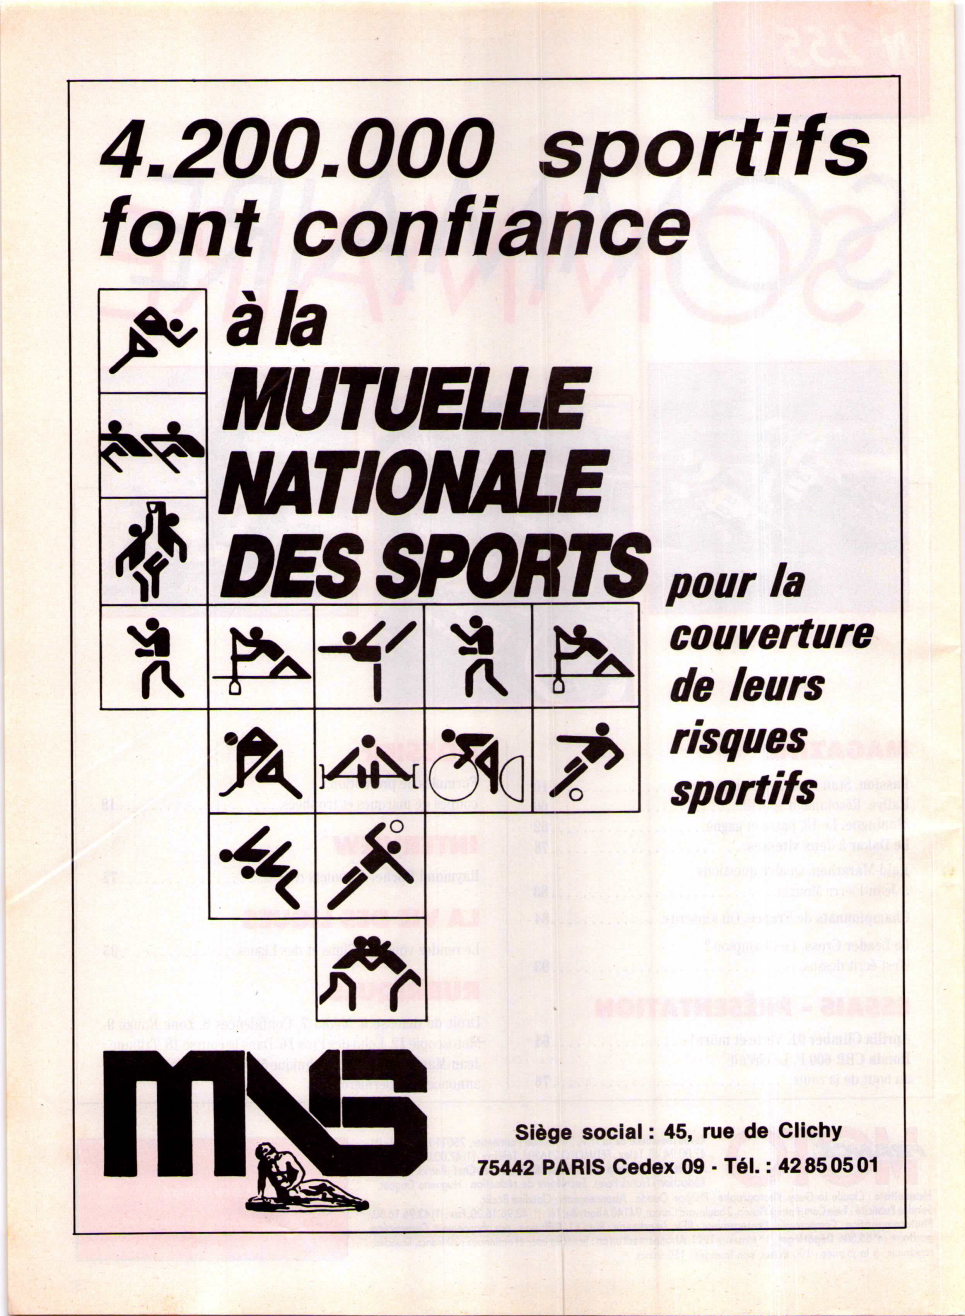 4.200.000 sportifs
font confiance
à la
MUTUELLE
NATIONALE
DES SPORTS
pour la
couverture
de leurs
risques
sportifs
MNS
Siège social : 45, rue de Clichy
75442 PARIS Cedex 09 - Tél. : 42 85 05 01